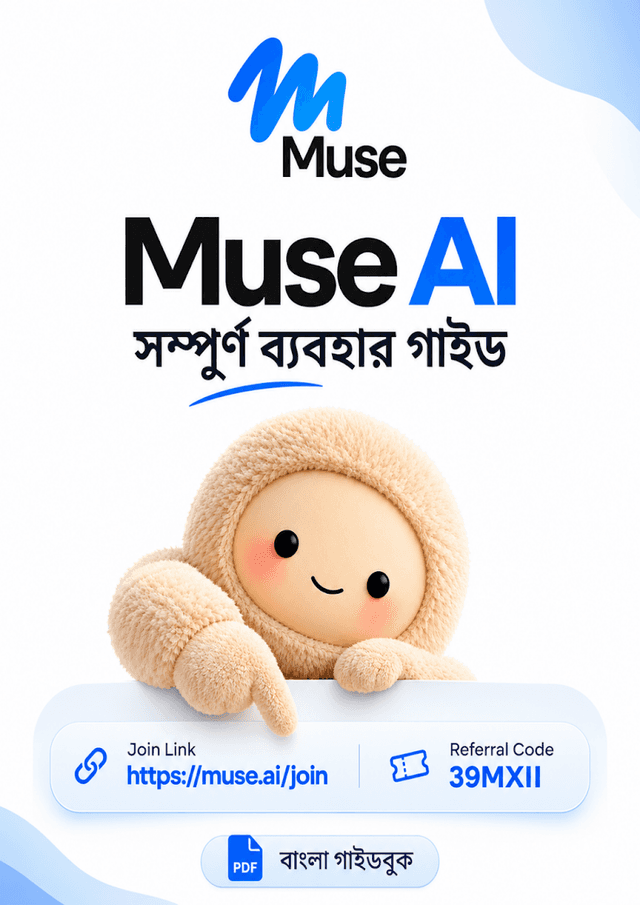 Muse
Muse AI
সম্পূর্ণ ব্যবহার গাইড
Join Link
https://muse.ai/join
Referral Code
39MXII
PDF
বাংলা গাইডবুক